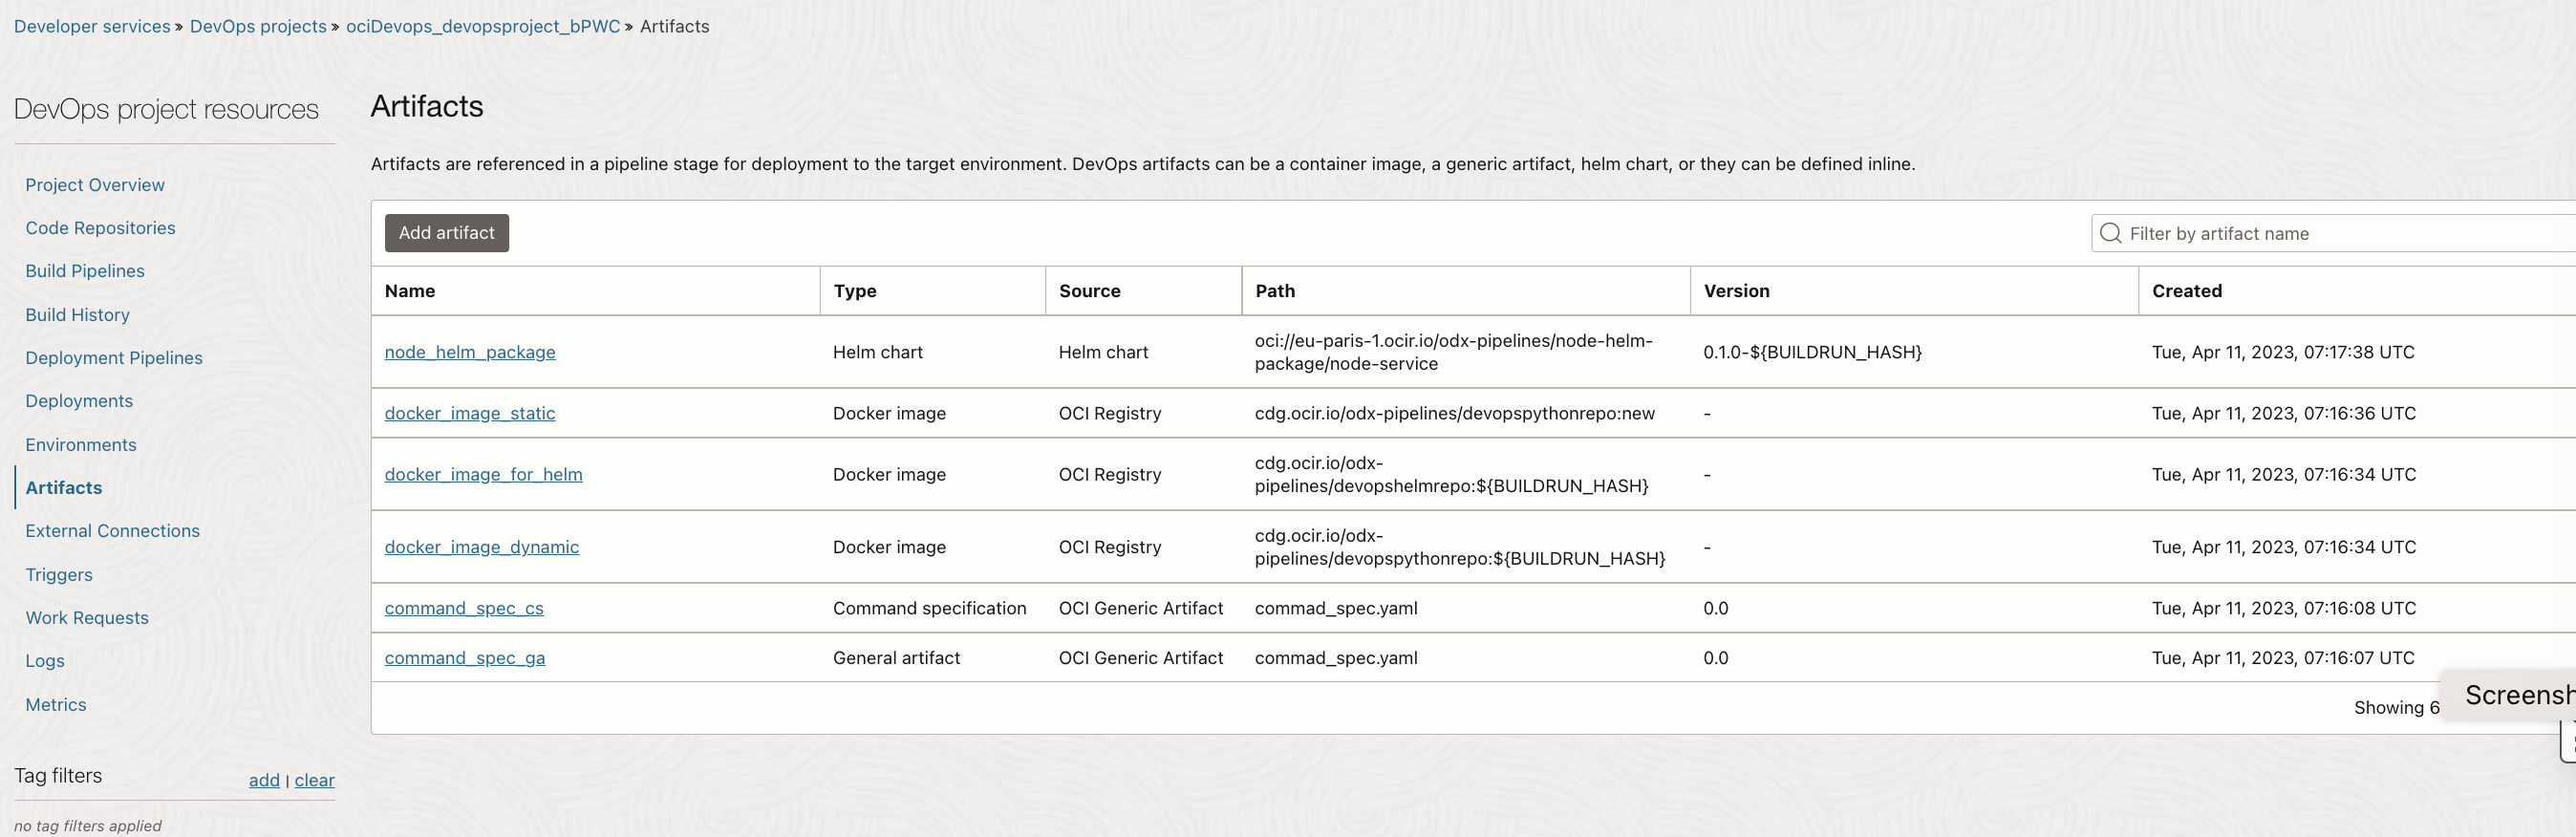 Developer services » DevOps projects » ociDevops_devopsproject_bPWC » Artifacts
DevOps project resources
Project Overview
Code Repositories
Build Pipelines
Build History
Deployment Pipelines
Deployments
Environments
Artifacts
External Connections
Triggers
Work Requests
Logs
Metrics
Tag filters
add | clear
no tag filters applied
Artifacts
Artifacts are referenced in a pipeline stage for deployment to the target environment. DevOps artifacts can be a container image, a generic artifact, helm chart, or they can be defined inline.
Add artifact
Filter by artifact name
Name Type Source Path Version Created
node_helm_package Helm chart Helm chart oci://eu-paris-1.ocir.io/odx-pipelines/node-helm-
package/node-service 0.1.0-${BUILDRUN_HASH} Tue, Apr 11, 2023, 07:17:38 UTC
docker_image_static Docker image OCI Registry cdg.ocir.io/odx-pipelines/devopspythonrepo:new - Tue, Apr 11, 2023, 07:16:36 UTC
docker_image_for_helm Docker image OCI Registry cdg.ocir.io/odx-
pipelines/devopshelmrepo:${BUILDRUN_HASH} - Tue, Apr 11, 2023, 07:16:34 UTC
docker_image_dynamic Docker image OCI Registry cdg.ocir.io/odx-
pipelines/devopspythonrepo:${BUILDRUN_HASH} - Tue, Apr 11, 2023, 07:16:34 UTC
command_spec_cs Command specification OCI Generic Artifact commad_spec.yaml 0.0 Tue, Apr 11, 2023, 07:16:08 UTC
command_spec_ga General artifact OCI Generic Artifact commad_spec.yaml 0.0 Tue, Apr 11, 2023, 07:16:07 UTC
Showing 6